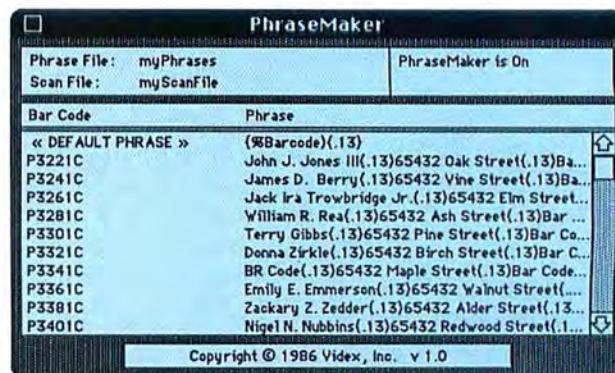 PhraseMaker
Phrase File: myPhrases
PhraseMaker is On
Scan File: myScanFile
Bar Code Phrase
« DEFAULT PHRASE » {%Barcode}{.13}
P3221C John J. Jones III{.13}65432 Oak Street{.13}Ba...
P3241C James D. Berry{.13}65432 Vine Street{.13}Ba...
P3261C Jack Ira Trowbridge Jr.{.13}65432 Elm Street...
P3281C William R. Rea{.13}65432 Ash Street{.13}Bar ...
P3301C Terry Gibbs{.13}65432 Pine Street{.13}Bar Co...
P3321C Donna Zirkle{.13}65432 Birch Street{.13}Bar C...
P3341C BR Code{.13}65432 Maple Street{.13}Bar Code...
P3361C Emily E. Emmerson{.13}65432 Walnut Street{....
P3381C Zackary Z. Zedder{.13}65432 Alder Street{.13...
P3401C Nigel N. Nubbins{.13}65432 Redwood Street{.1...
Copyright © 1986 Videx, Inc. v 1.0